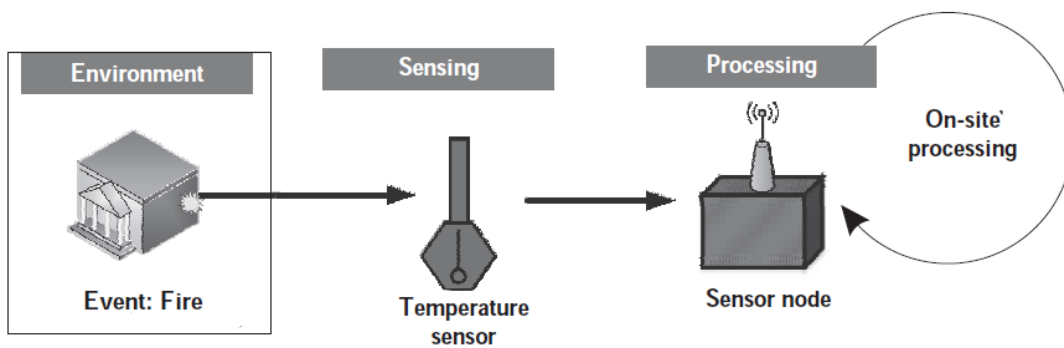 Environment
Sensing
Processing
On-site`
processing
Event: Fire
Temperature
sensor
Sensor node